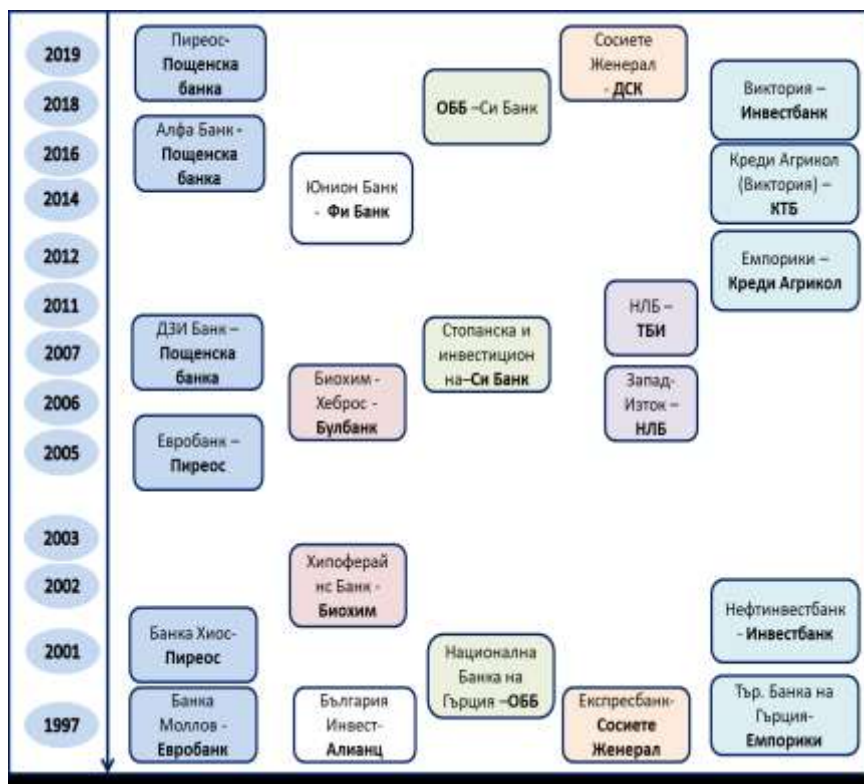 2019
2018
2016
2014
2012
2011
2007
2006
2005
2003
2002
2001
1997
Пиреос-
Пощенска
банка
Алфа Банк -
Пощенска
банка
ДЗИ Банк –
Пощенска
банка
Евробанк –
Пиреос
Банка Хиос-
Пиреос
Банка
Моллов -
Евробанк
Юнион Банк
- Фи Банк
Биохим -
Хеброс -
Булбанк
Хипоферай
нс Банк -
Биохим
България
Инвест-
Алианц
ОББ –Си Банк
Стопанска и
инвестицион
на–Си Банк
Национална
Банка на
Гърция –ОББ
Сосиете
Женерал
- ДСК
НЛБ –
ТБИ
Запад-
Изток –
НЛБ
Експресбанк-
Сосиете
Женерал
Виктория –
Инвестбанк
Креди Агрикол
(Виктория) –
КТБ
Емпорики –
Креди Агрикол
Нефтинвестбанк
- Инвестбанк
Тър. Банка на
Гърция-
Емпорики